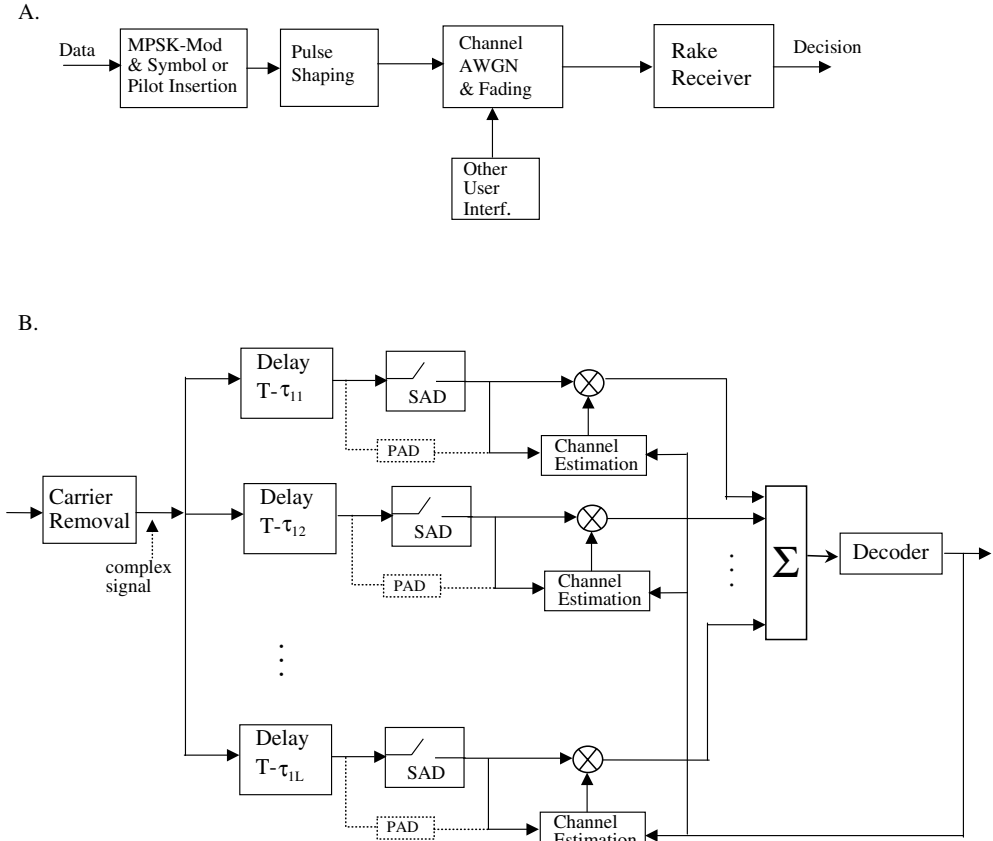 A.
Data
MPSK-Mod
& Symbol or
Pilot Insertion
Pulse
Shaping
Channel
AWGN
& Fading
Rake
Receiver
Decision
Other
User
Interf.
B.
Carrier
Removal
complex
signal
Delay
T-τ11
SAD
PAD
Channel
Estimation
Delay
T-τ12
SAD
PAD
Channel
Estimation
Delay
T-τ1L
SAD
PAD
Channel
Estimation
Σ
Decoder